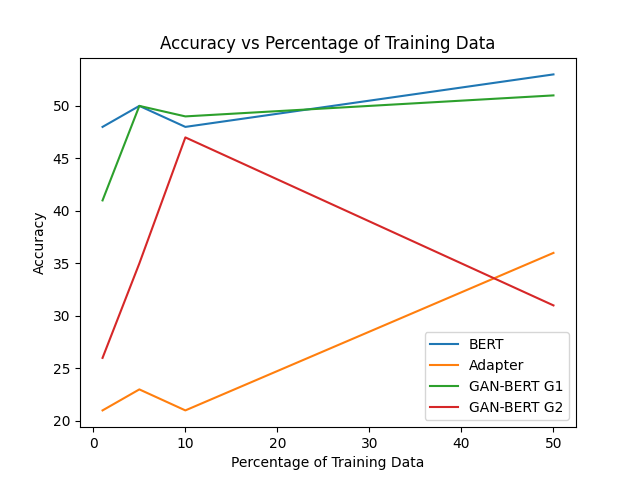 Accuracy vs Percentage of Training Data
50
45
40
35
30
25
20
Accuracy
0
10
20
30
40
50
Percentage of Training Data
BERT
Adapter
GAN-BERT G1
GAN-BERT G2